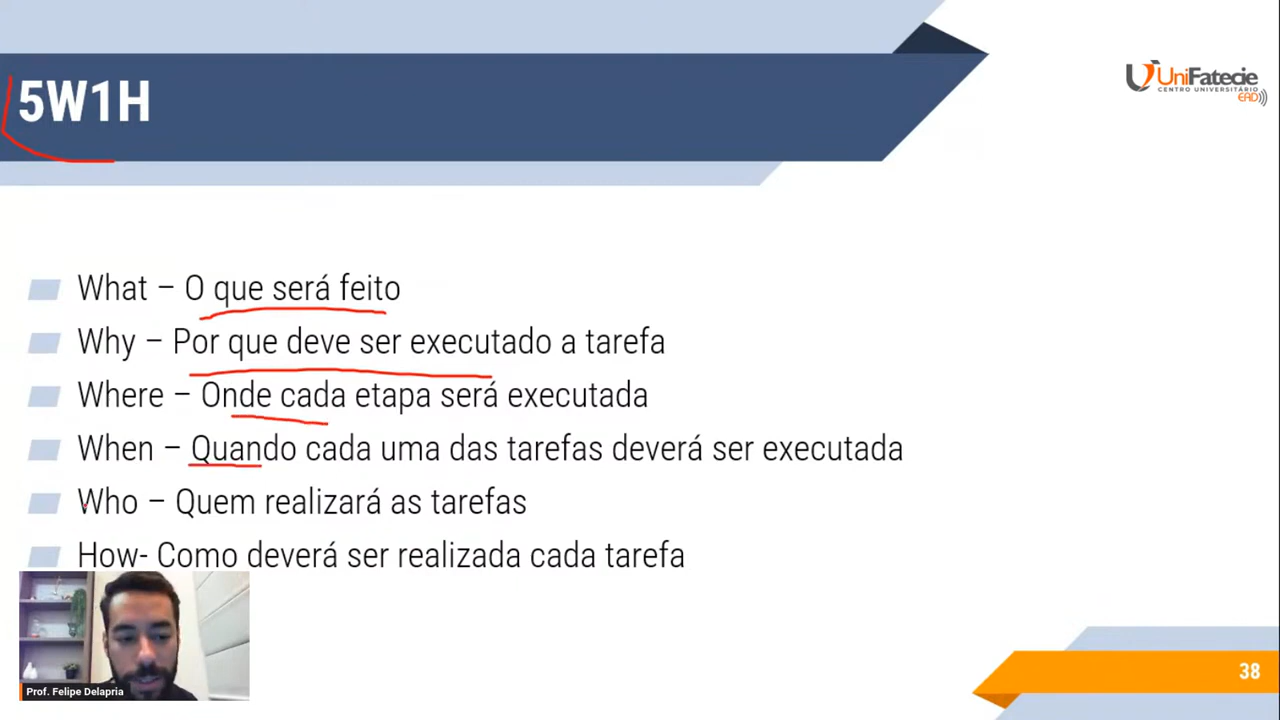 5W1H
UniFatecie
CENTRO UNIVERSITÁRIO
EAD
What – O que será feito
Why – Por que deve ser executado a tarefa
Where – Onde cada etapa será executada
When – Quando cada uma das tarefas deverá ser executada
Who – Quem realizará as tarefas
How- Como deverá ser realizada cada tarefa
Prof. Felipe Delapria
38